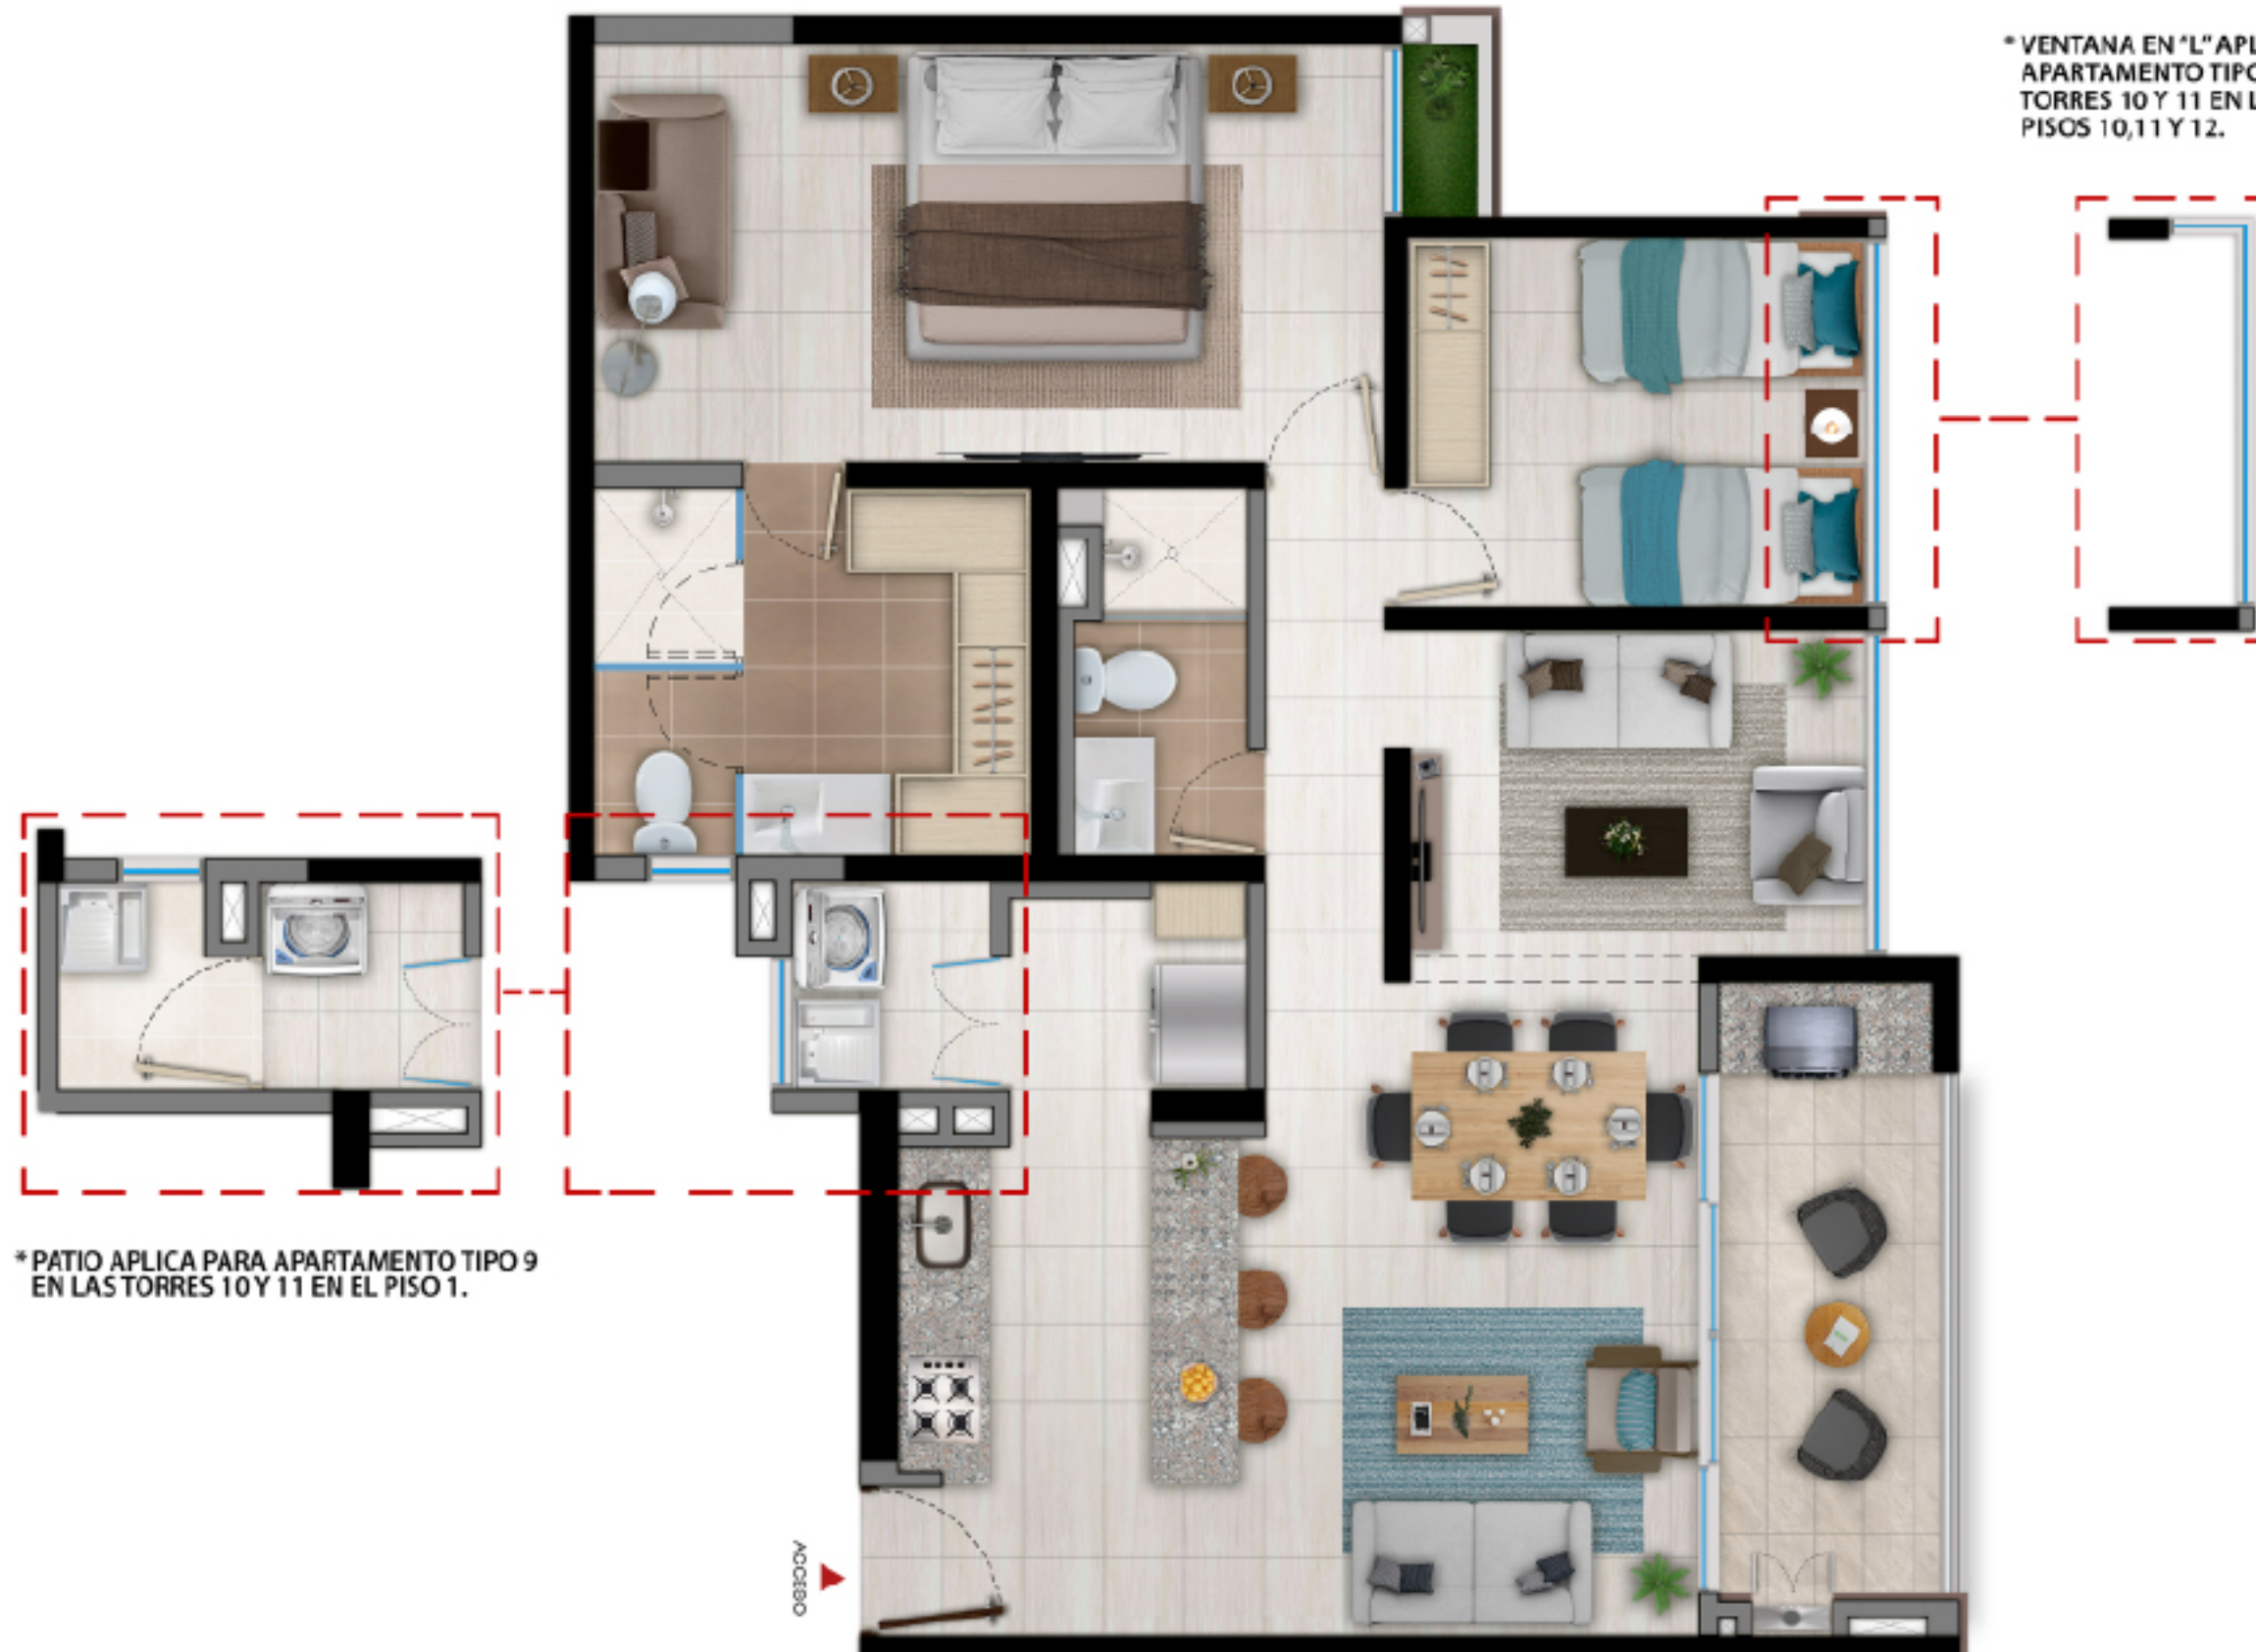 * VENTANA EN "L" APL
APARTAMENTO TIPO
TORRES 10 Y 11 EN L
PISOS 10,11 Y 12.
* PATIO APLICA PARA APARTAMENTO TIPO 9
EN LAS TORRES 10 Y 11 EN EL PISO 1.
ACCESO